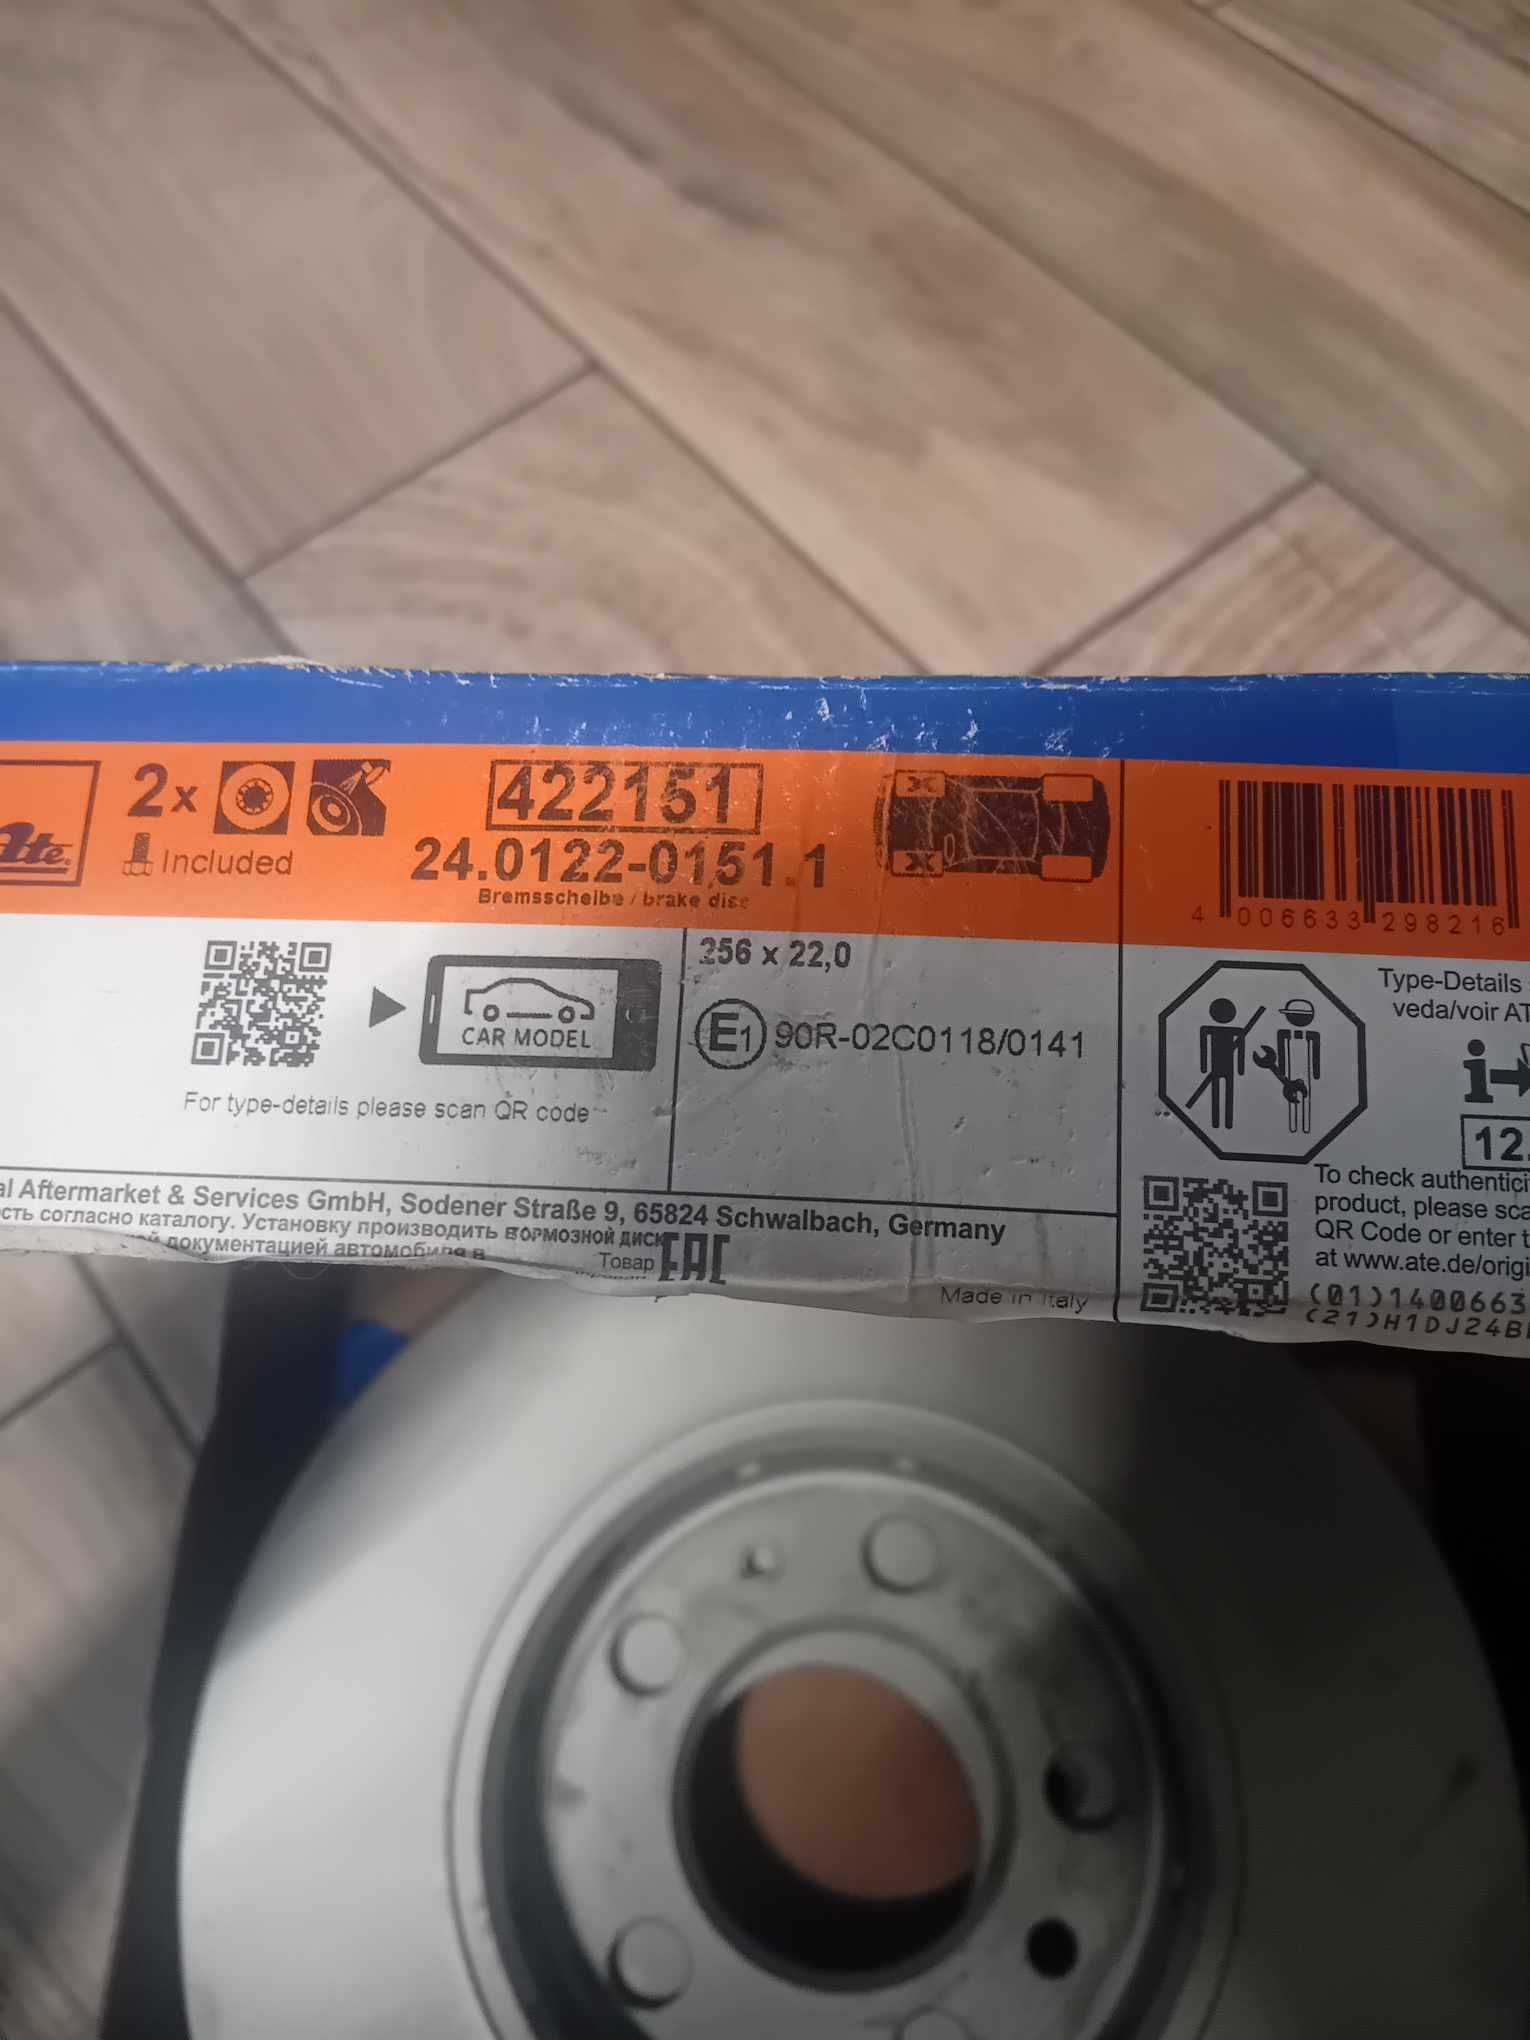 Ate
2x
Included
422151
24.0122-0151.1
Bremsscheibe / brake disc
4 006633 298216
256 x 22,0
E1 90R-02C0118/0141
CAR MODEL
For type-details please scan QR code
Type-Details
veda/voir AT
i
12.
To check authentici
product, please sca
QR Code or enter t
at www.ate.de/origi
(01)1400663
(21)H1DJ24B
al Aftermarket & Services GmbH, Sodener Straße 9, 65824 Schwalbach, Germany
сть согласно каталогу. Установку производить
документацией автомобиля в
Товар EAC
Made in Italy